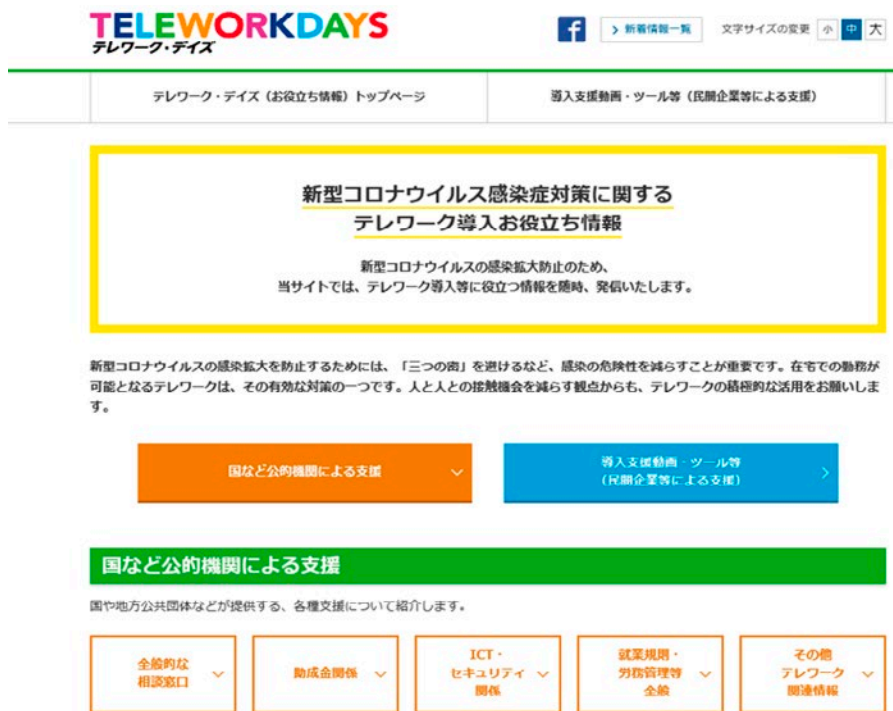 TELEWORKDAYS
テレワーク・デイズ
f
新着情報一覧
文字サイズの変更 小 中 大
テレワーク・デイズ（お役立ち情報）トップページ
導入支援動画・ツール等（民間企業等による支援）
新型コロナウイルス感染症対策に関する
テレワーク導入お役立ち情報
新型コロナウイルスの感染拡大防止のため、
当サイトでは、テレワーク導入等に役立つ情報を随時、発信いたします。
新型コロナウイルスの感染拡大を防止するためには、「三つの密」を避けるなど、感染の危険性を減らすことが重要です。在宅での勤務が
可能となるテレワークは、その有効な対策の一つです。人と人との接触機会を減らす観点からも、テレワークの積極的な活用をお願いしま
す。
国など公的機関による支援
導入支援動画・ツール等
（民間企業等による支援）
国など公的機関による支援
国や地方公共団体などが提供する、各種支援について紹介します。
全般的な
相談窓口
助成金関係
ICT・
セキュリティ
関係
就業規則・
労務管理等
全般
その他
テレワーク
関連情報